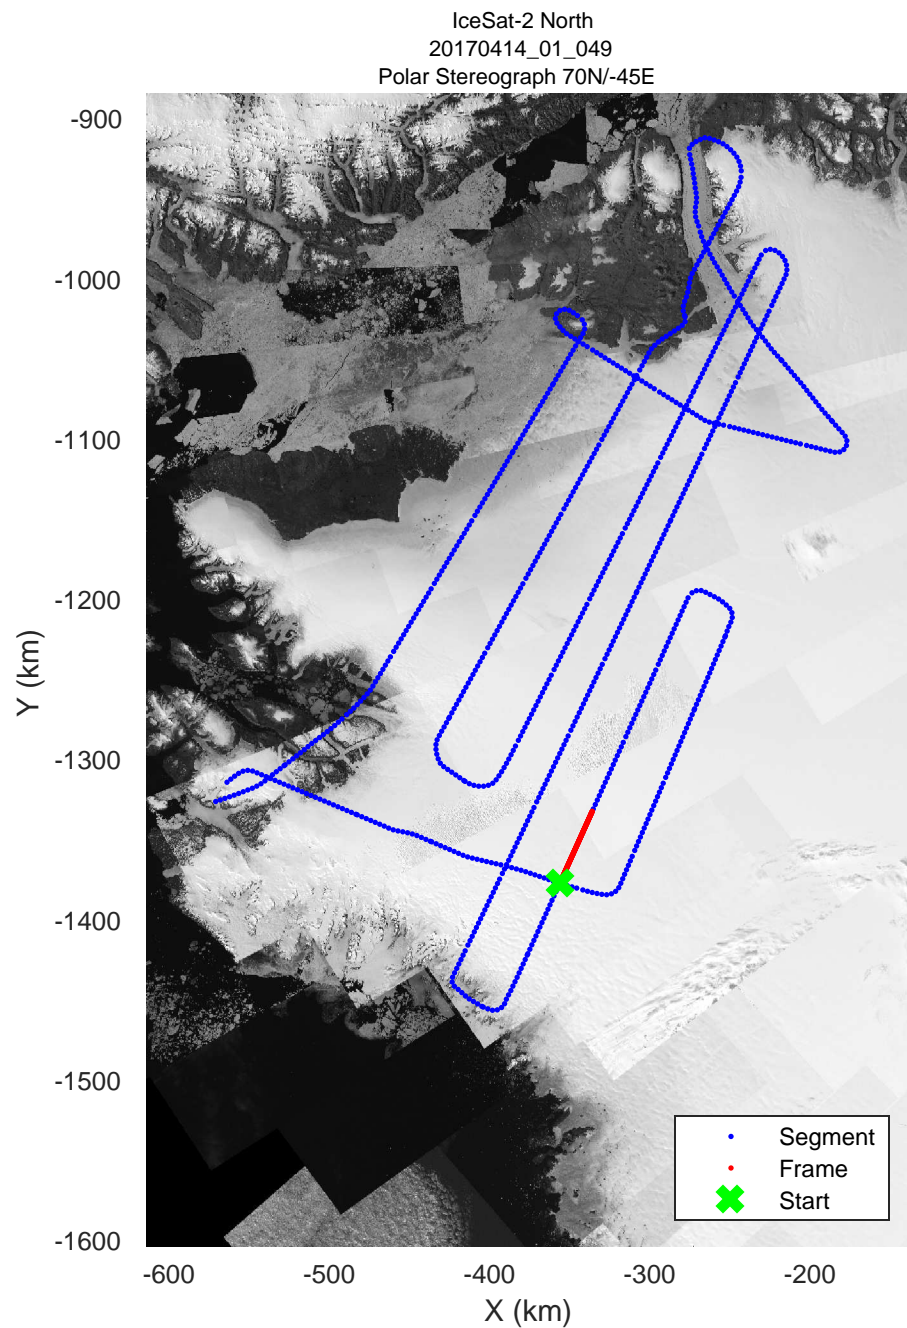 IceSat-2 North
20170414_01_049
Polar Stereograph 70N/-45E
-900
-1000
-1100
-1200
-1300
-1400
-1500
-1600
Y (km)
-600 -500 -400 -300 -200
X (km)
Segment
Frame
Start